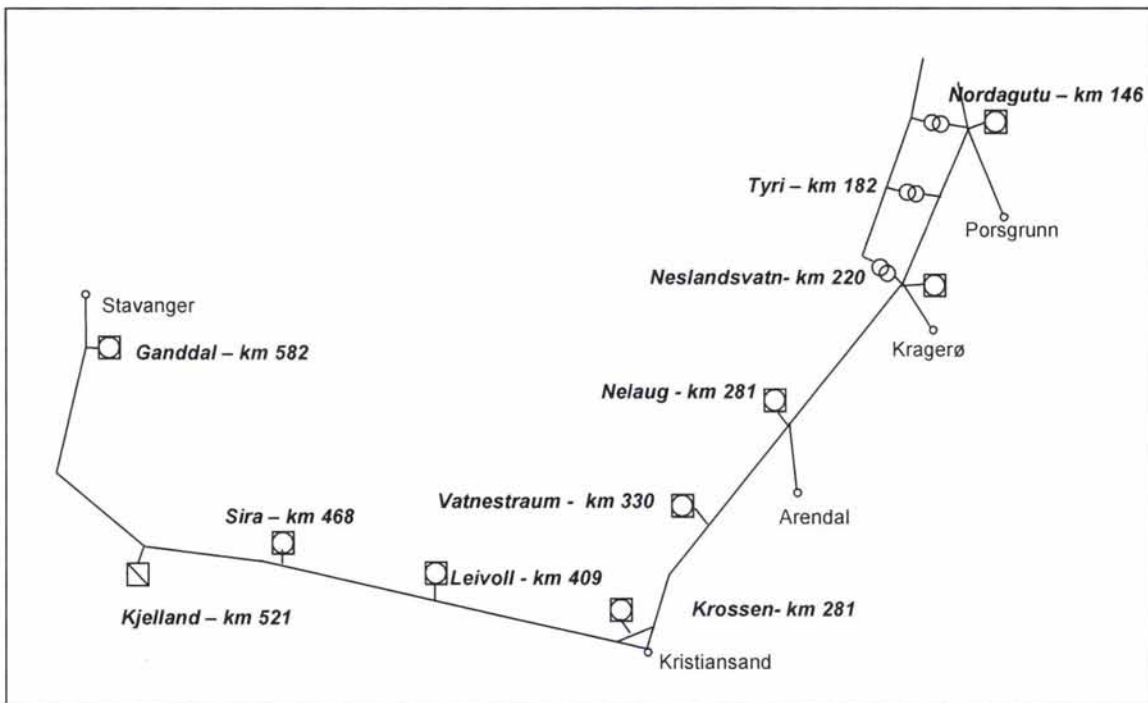 Nordagutu – km 146
Tyri – km 182
Porsgrunn
Neslandsvatn- km 220
Stavanger
Kragerø
Ganddal – km 582
Nelaug - km 281
Vatnestraum - km 330
Arendal
Sira – km 468
Leivoll - km 409
Krossen- km 281
Kjelland – km 521
Kristiansand